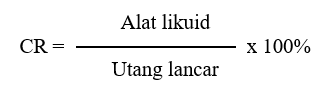 Alat likuid
CR = x 100%
Utang lancar